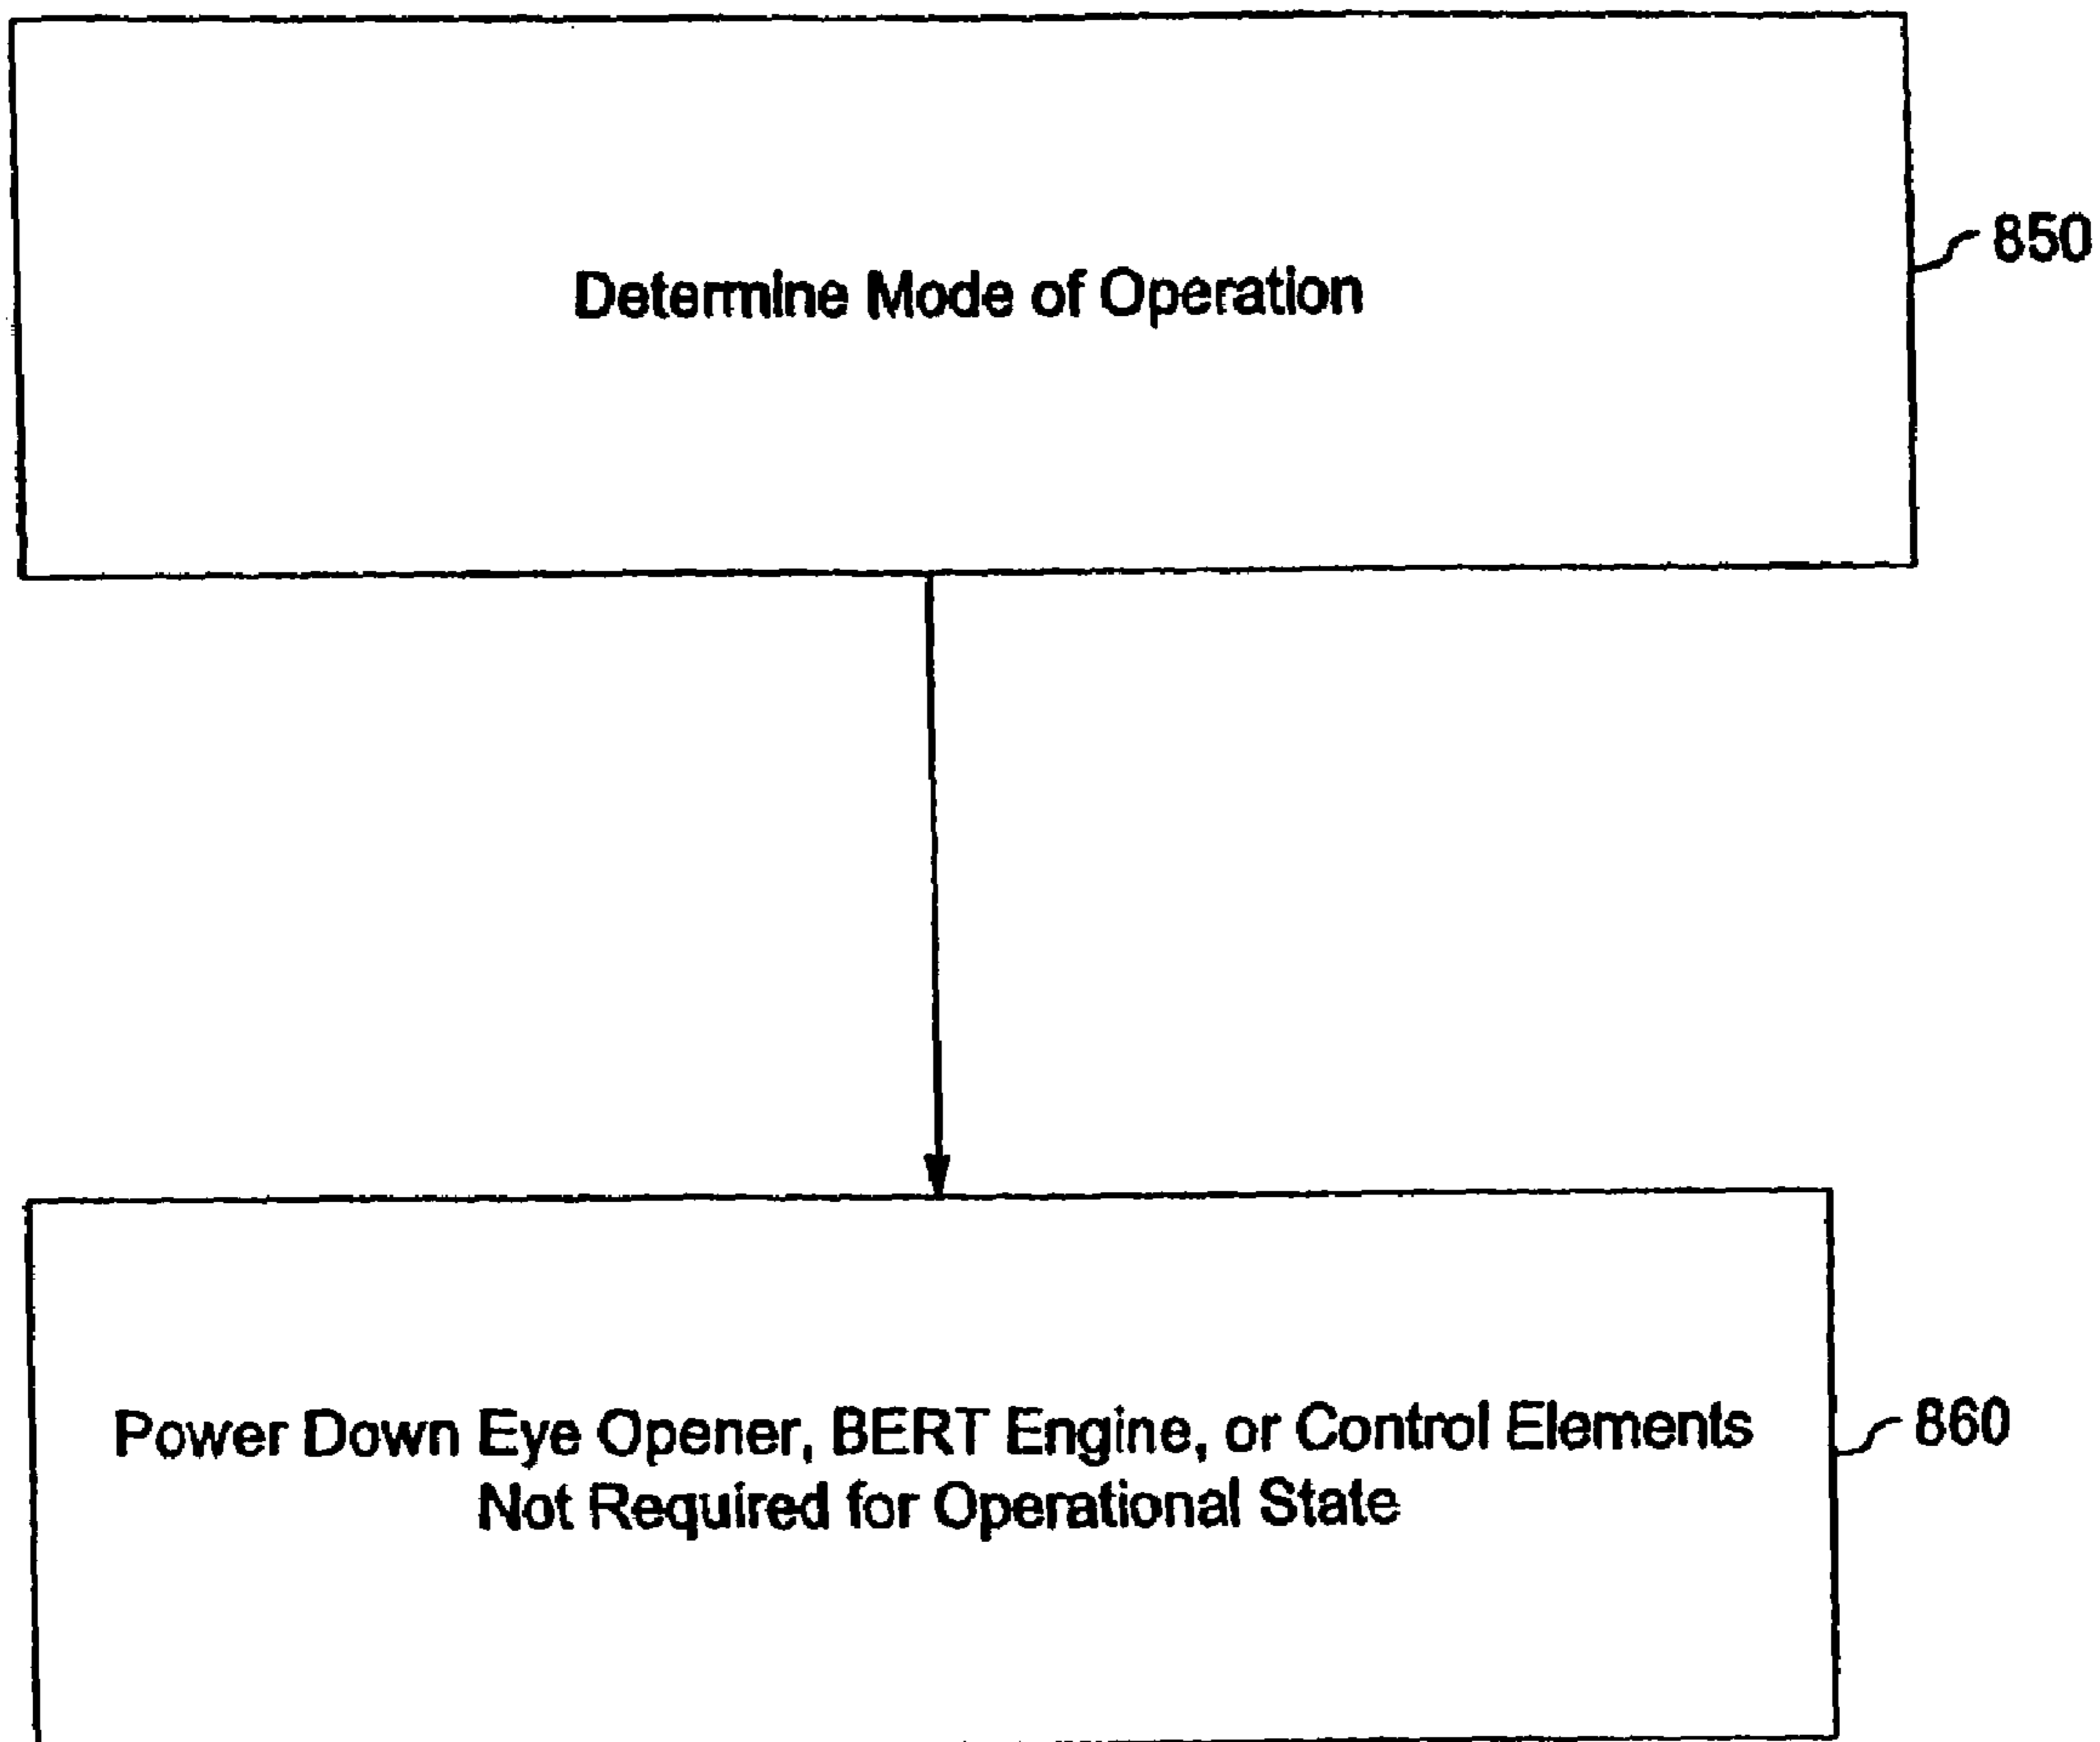 Determine Mode of Operation
850
Power Down Eye Opener, BERT Engine, or Control Elements
Not Required for Operational State
860